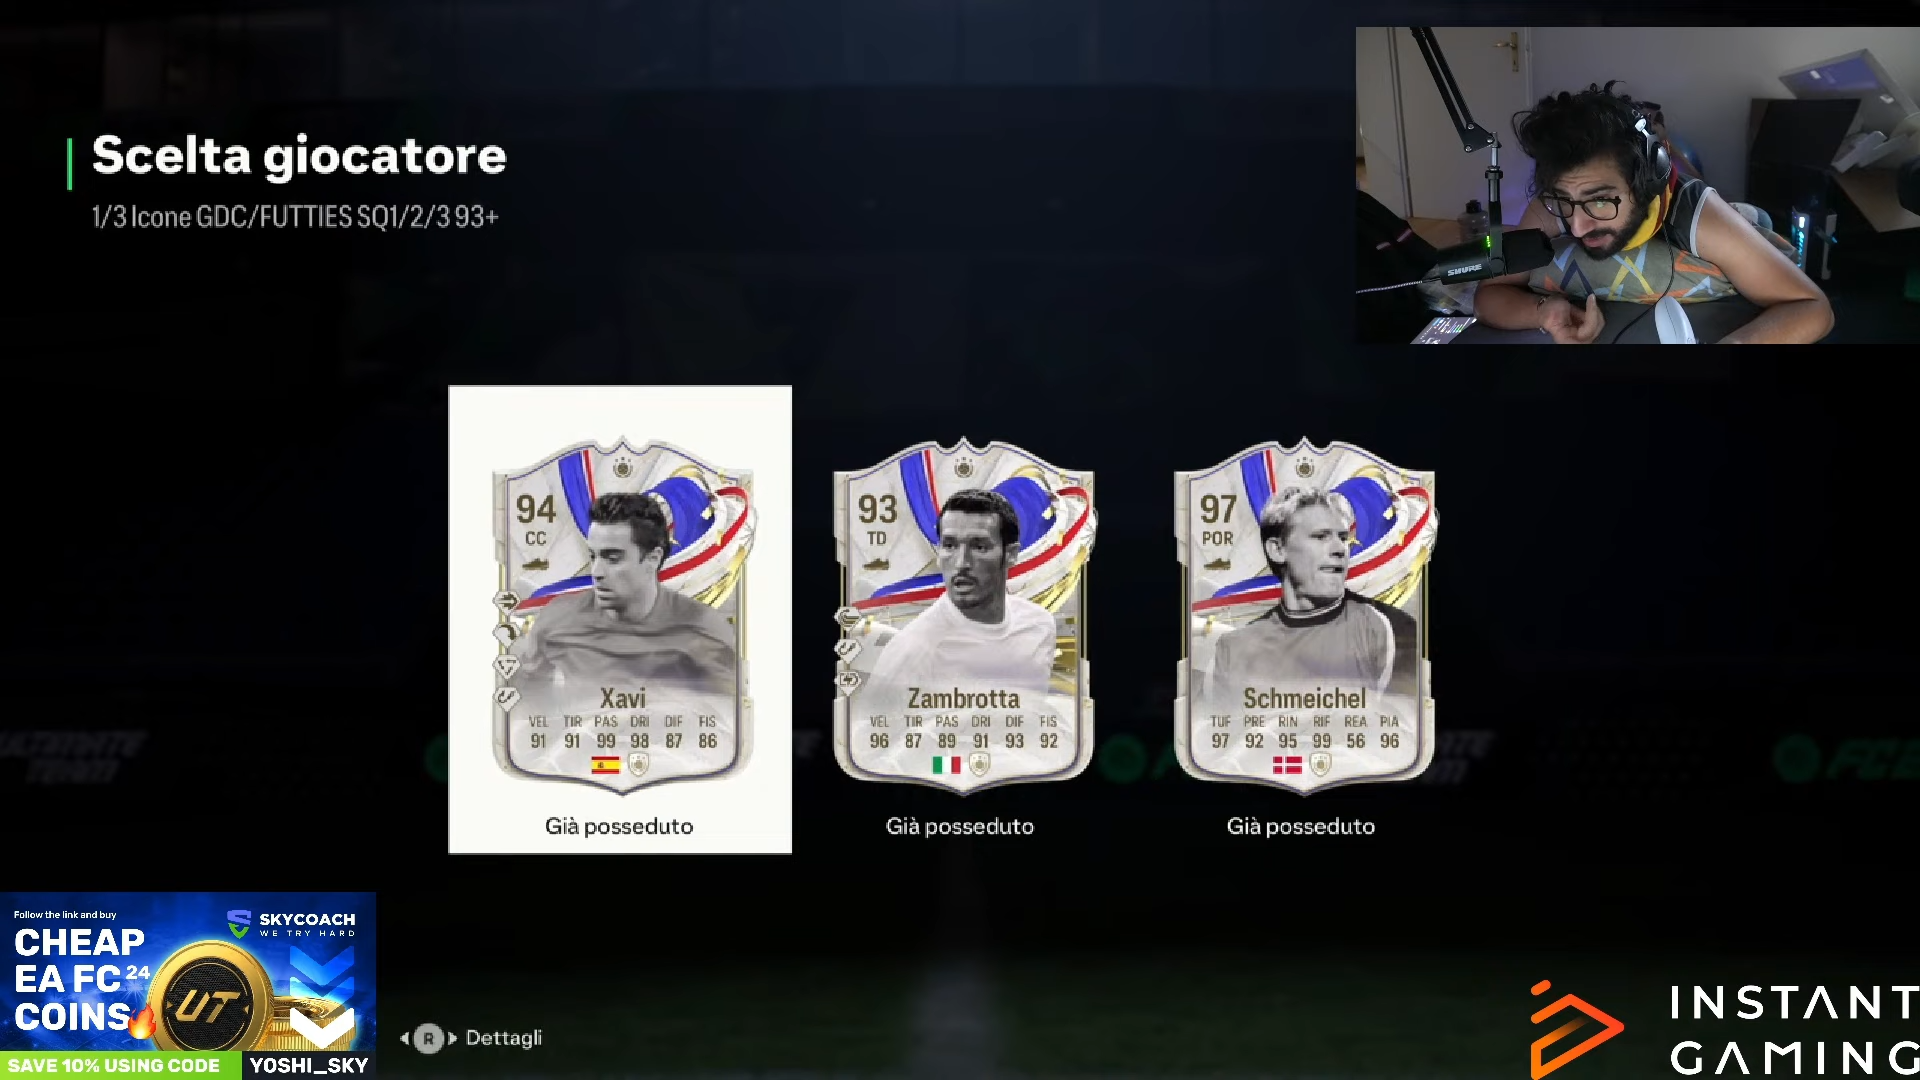 Scelta giocatore
1/3 Icone GDC/FUTTIES SQ1/2/3 93+
SHURE
94
CC
Xavi
VEL TIR PAS DRI DIF FIS
91 91 99 98 87 86
Già posseduto
93
TD
Zambrotta
VEL TIR PAS DRI DIF FIS
96 87 89 91 93 92
Già posseduto
97
POR
Schmeichel
TUF PRE RIN RIF REA PIA
97 92 95 99 56 96
Già posseduto
ULTIMATE
TEAM
Follow the link and buy
SKYCOACH
WE TRY HARD
CHEAP
EA FC 24
COINS
UT
SAVE 10% USING CODE
YOSHI_SKY
R Dettagli
INSTANT
GAMING